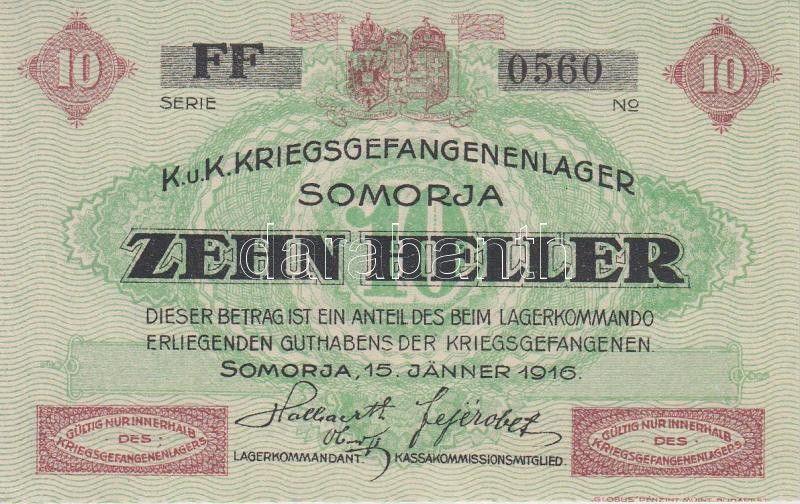 10 FF 0560 10
SERIE No
K.u.K. KRIEGSGEFANGENENLAGER
SOMORJA
10
ZEHN HELLER
darabanth
DIESER BETRAG IST EIN ANTEIL DES BEIM LAGERKOMMANDO
ERLIEGENDEN GUTHABENS DER KRIEGSGEFANGENEN.
SOMORJA, 15. JÄNNER 1916.
GÜLTIG NUR INNERHALB
DES
KRIEGSGEFANGENENLAGERS
GÜLTIG NUR INNERHALB
DES
KRIEGSGEFANGENENLAGERS
LAGERKOMMANDANT. KASSAKOMMISSIONSMITGLIED.